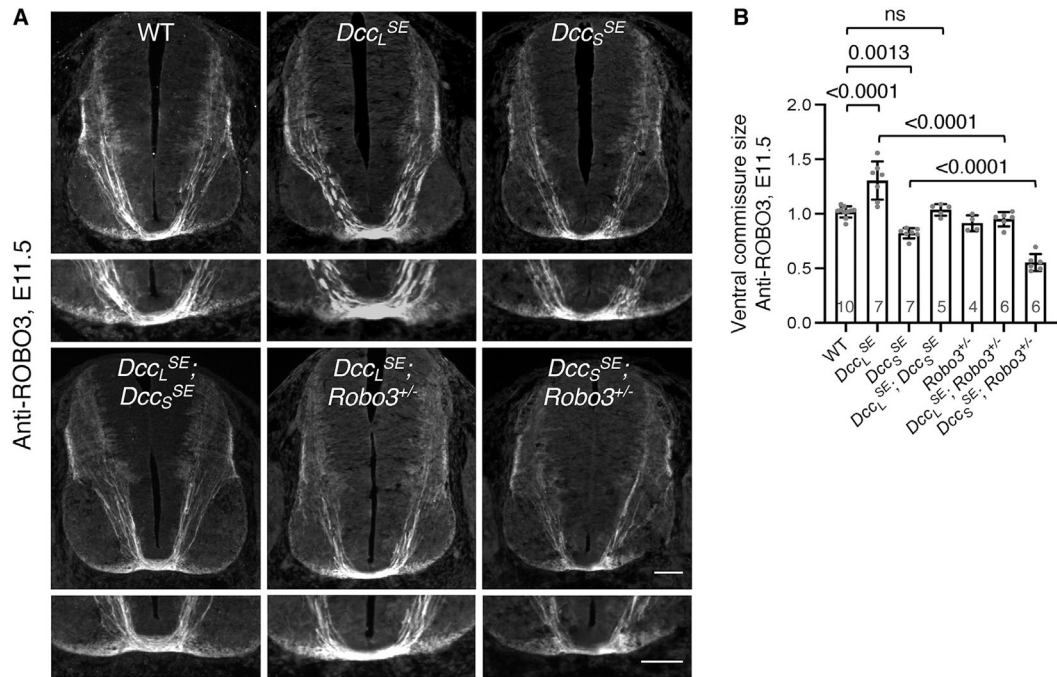 A
Anti-ROBO3, E11.5
WT
Dcc_L^SE
Dcc_S^SE
Dcc_L^SE;
Dcc_S^SE
Dcc_L^SE;
Robo3^+/-
Dcc_S^SE;
Robo3^+/-
B
ns
0.0013
<0.0001
<0.0001
<0.0001
Ventral commissure size
Anti-ROBO3, E11.5
2.0
1.5
1.0
0.5
0.0
10
7
7
5
4
6
6
WT
Dcc_L^SE
Dcc_S^SE
Dcc_L^SE; Dcc_S^SE
Robo3^+/-
Dcc_L^SE; Robo3^+/-
Dcc_S^SE; Robo3^+/-